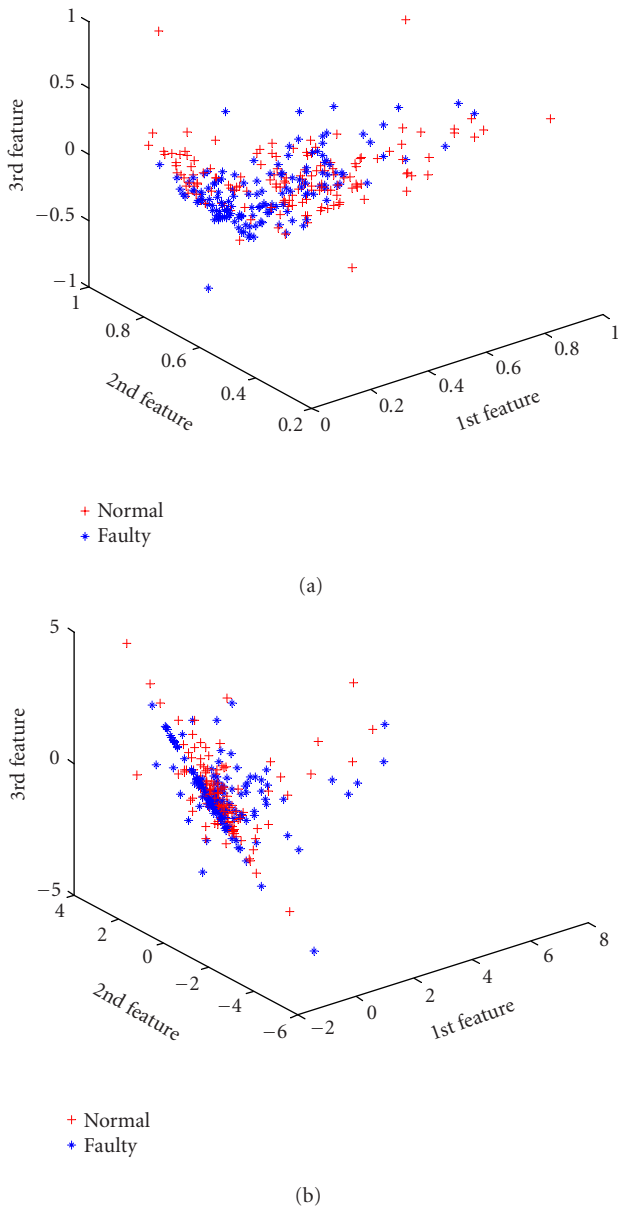 1
0.5
0
−0.5
−1
3rd feature
1
0.8
0.6
0.4
0.2
2nd feature
0
0.2
0.4
0.6
0.8
1
1st feature
+ Normal
* Faulty
(a)
5
0
−5
3rd feature
4
2
0
−2
−4
−6
2nd feature
−2
0
2
4
6
8
1st feature
+ Normal
* Faulty
(b)